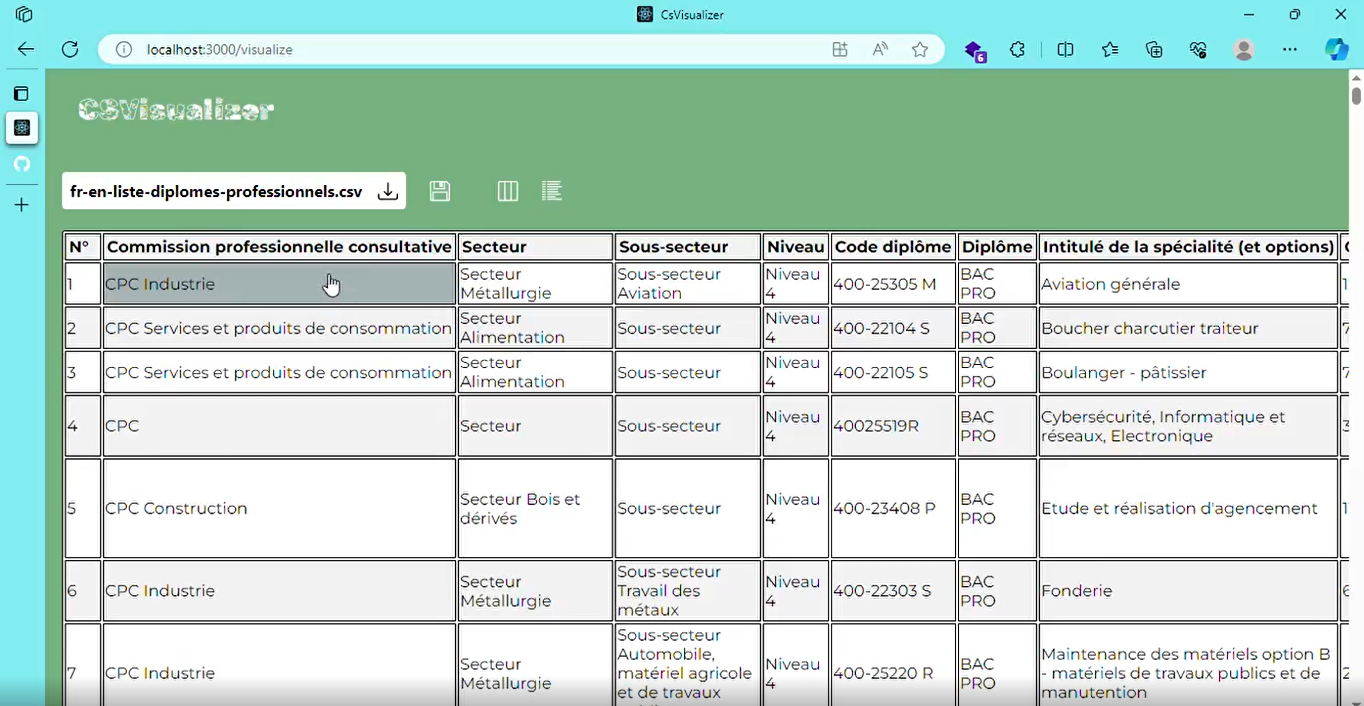 CsVisualizer
localhost:3000/visualize
6
CSVisualizer
fr-en-liste-diplomes-professionnels.csv
N° Commission professionnelle consultative Secteur Sous-secteur Niveau Code diplôme Diplôme Intitulé de la spécialité (et options)
1 CPC Industrie Secteur Métallurgie Sous-secteur Aviation Niveau 4 400-25305 M BAC PRO Aviation générale
2 CPC Services et produits de consommation Secteur Alimentation Sous-secteur Niveau 4 400-22104 S BAC PRO Boucher charcutier traiteur
3 CPC Services et produits de consommation Secteur Alimentation Sous-secteur Niveau 4 400-22105 S BAC PRO Boulanger - pâtissier
4 CPC Secteur Sous-secteur Niveau 4 40025519R BAC PRO Cybersécurité, Informatique et réseaux, Electronique
5 CPC Construction Secteur Bois et dérivés Sous-secteur Niveau 4 400-23408 P BAC PRO Etude et réalisation d'agencement
6 CPC Industrie Secteur Métallurgie Sous-secteur Travail des métaux Niveau 4 400-22303 S BAC PRO Fonderie
7 CPC Industrie Secteur Métallurgie Sous-secteur Automobile, matériel agricole et de travaux Niveau 4 400-25220 R BAC PRO Maintenance des matériels option B - matériels de travaux publics et de manutention